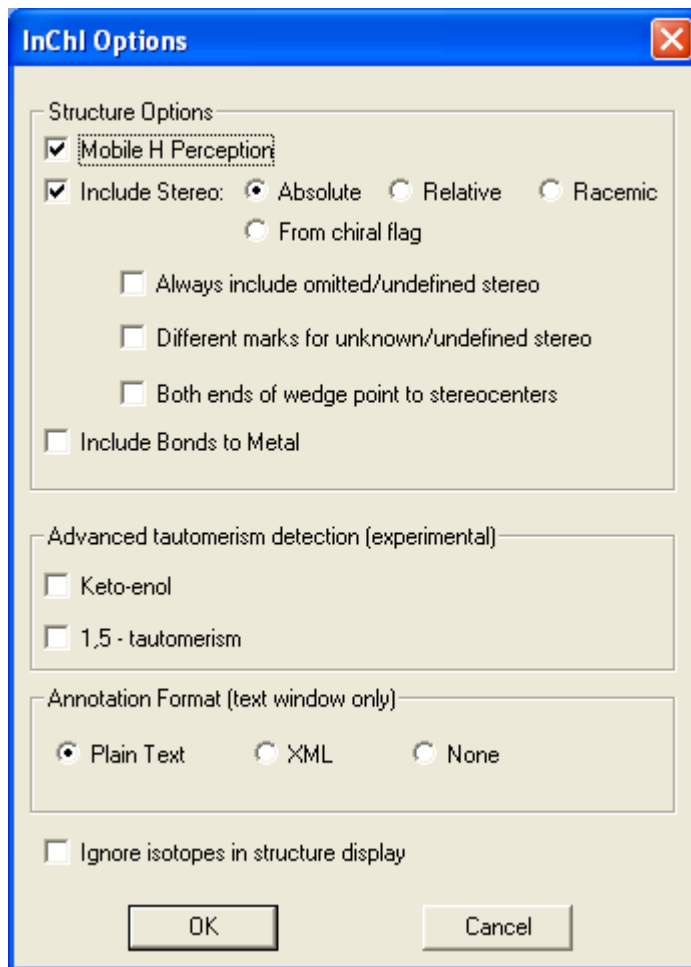 InChI Options
Structure Options
Mobile H Perception
Include Stereo: Absolute Relative Racemic
From chiral flag
Always include omitted/undefined stereo
Different marks for unknown/undefined stereo
Both ends of wedge point to stereocenters
Include Bonds to Metal
Advanced tautomerism detection (experimental)
Keto-enol
1,5 - tautomerism
Annotation Format (text window only)
Plain Text XML None
Ignore isotopes in structure display
OK Cancel